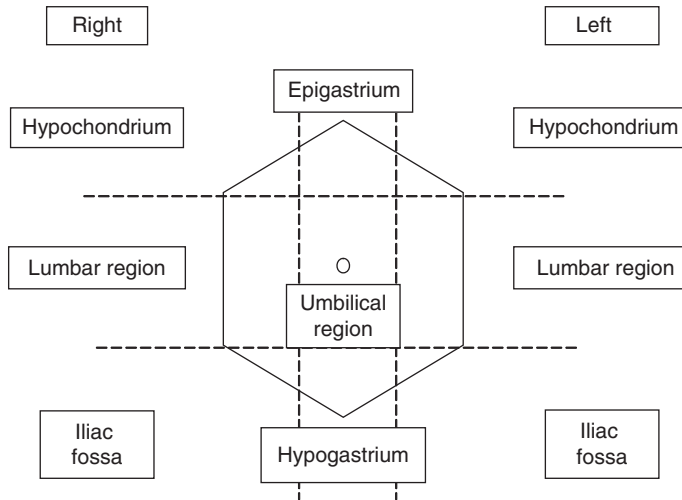 Right
Left
Epigastrium
Hypochondrium
Hypochondrium
Lumbar region
Lumbar region
Umbilical
region
Iliac
fossa
Hypogastrium
Iliac
fossa